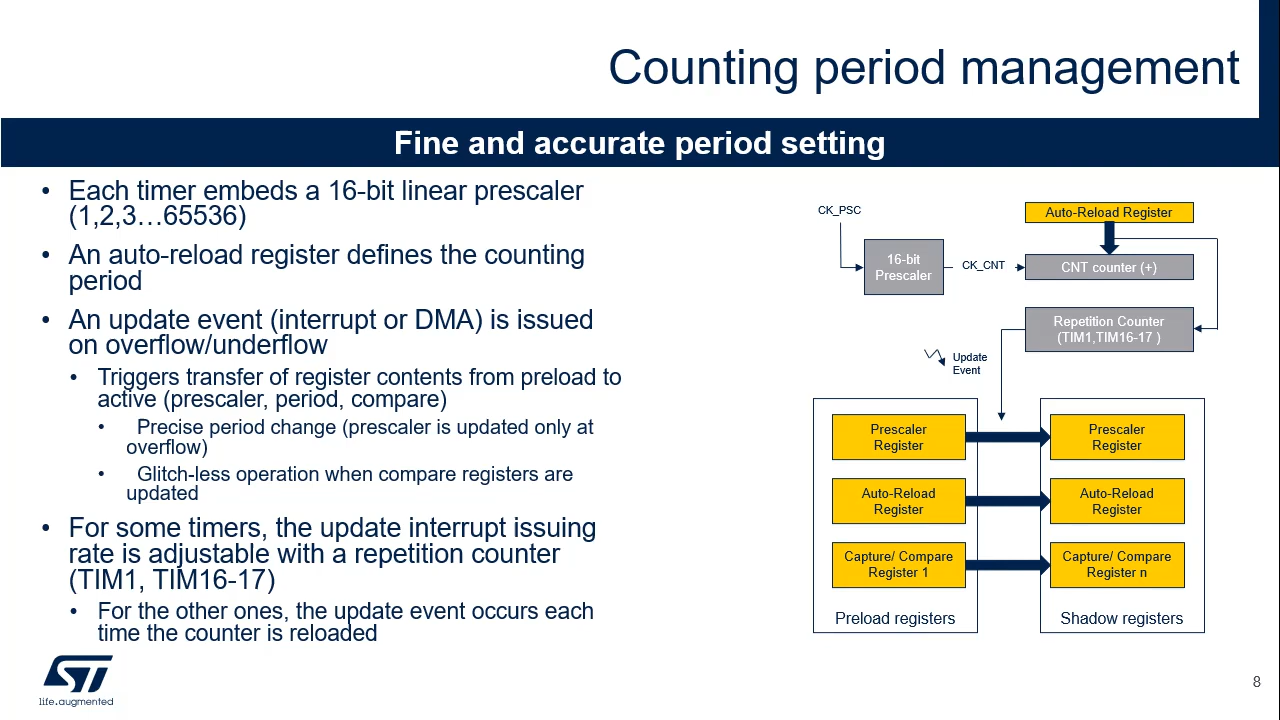 Counting period management
Fine and accurate period setting
• Each timer embeds a 16-bit linear prescaler
(1,2,3…65536)
• An auto-reload register defines the counting
period
• An update event (interrupt or DMA) is issued
on overflow/underflow
• Triggers transfer of register contents from preload to
active (prescaler, period, compare)
• Precise period change (prescaler is updated only at
overflow)
• Glitch-less operation when compare registers are
updated
• For some timers, the update interrupt issuing
rate is adjustable with a repetition counter
(TIM1, TIM16-17)
• For the other ones, the update event occurs each
time the counter is reloaded
CK_PSC
16-bit
Prescaler
CK_CNT
Auto-Reload Register
CNT counter (+)
Repetition Counter
(TIM1,TIM16-17 )
Update
Event
Prescaler
Register
Auto-Reload
Register
Capture/ Compare
Register 1
Preload registers
Prescaler
Register
Auto-Reload
Register
Capture/ Compare
Register n
Shadow registers
ST
life.augmented
8